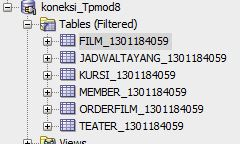 koneksi_Tpmod8
Tables (Filtered)
FILM_1301184059
JADWALTAYANG_1301184059
KURSI_1301184059
MEMBER_1301184059
ORDERFILM_1301184059
TEATER_1301184059
Views